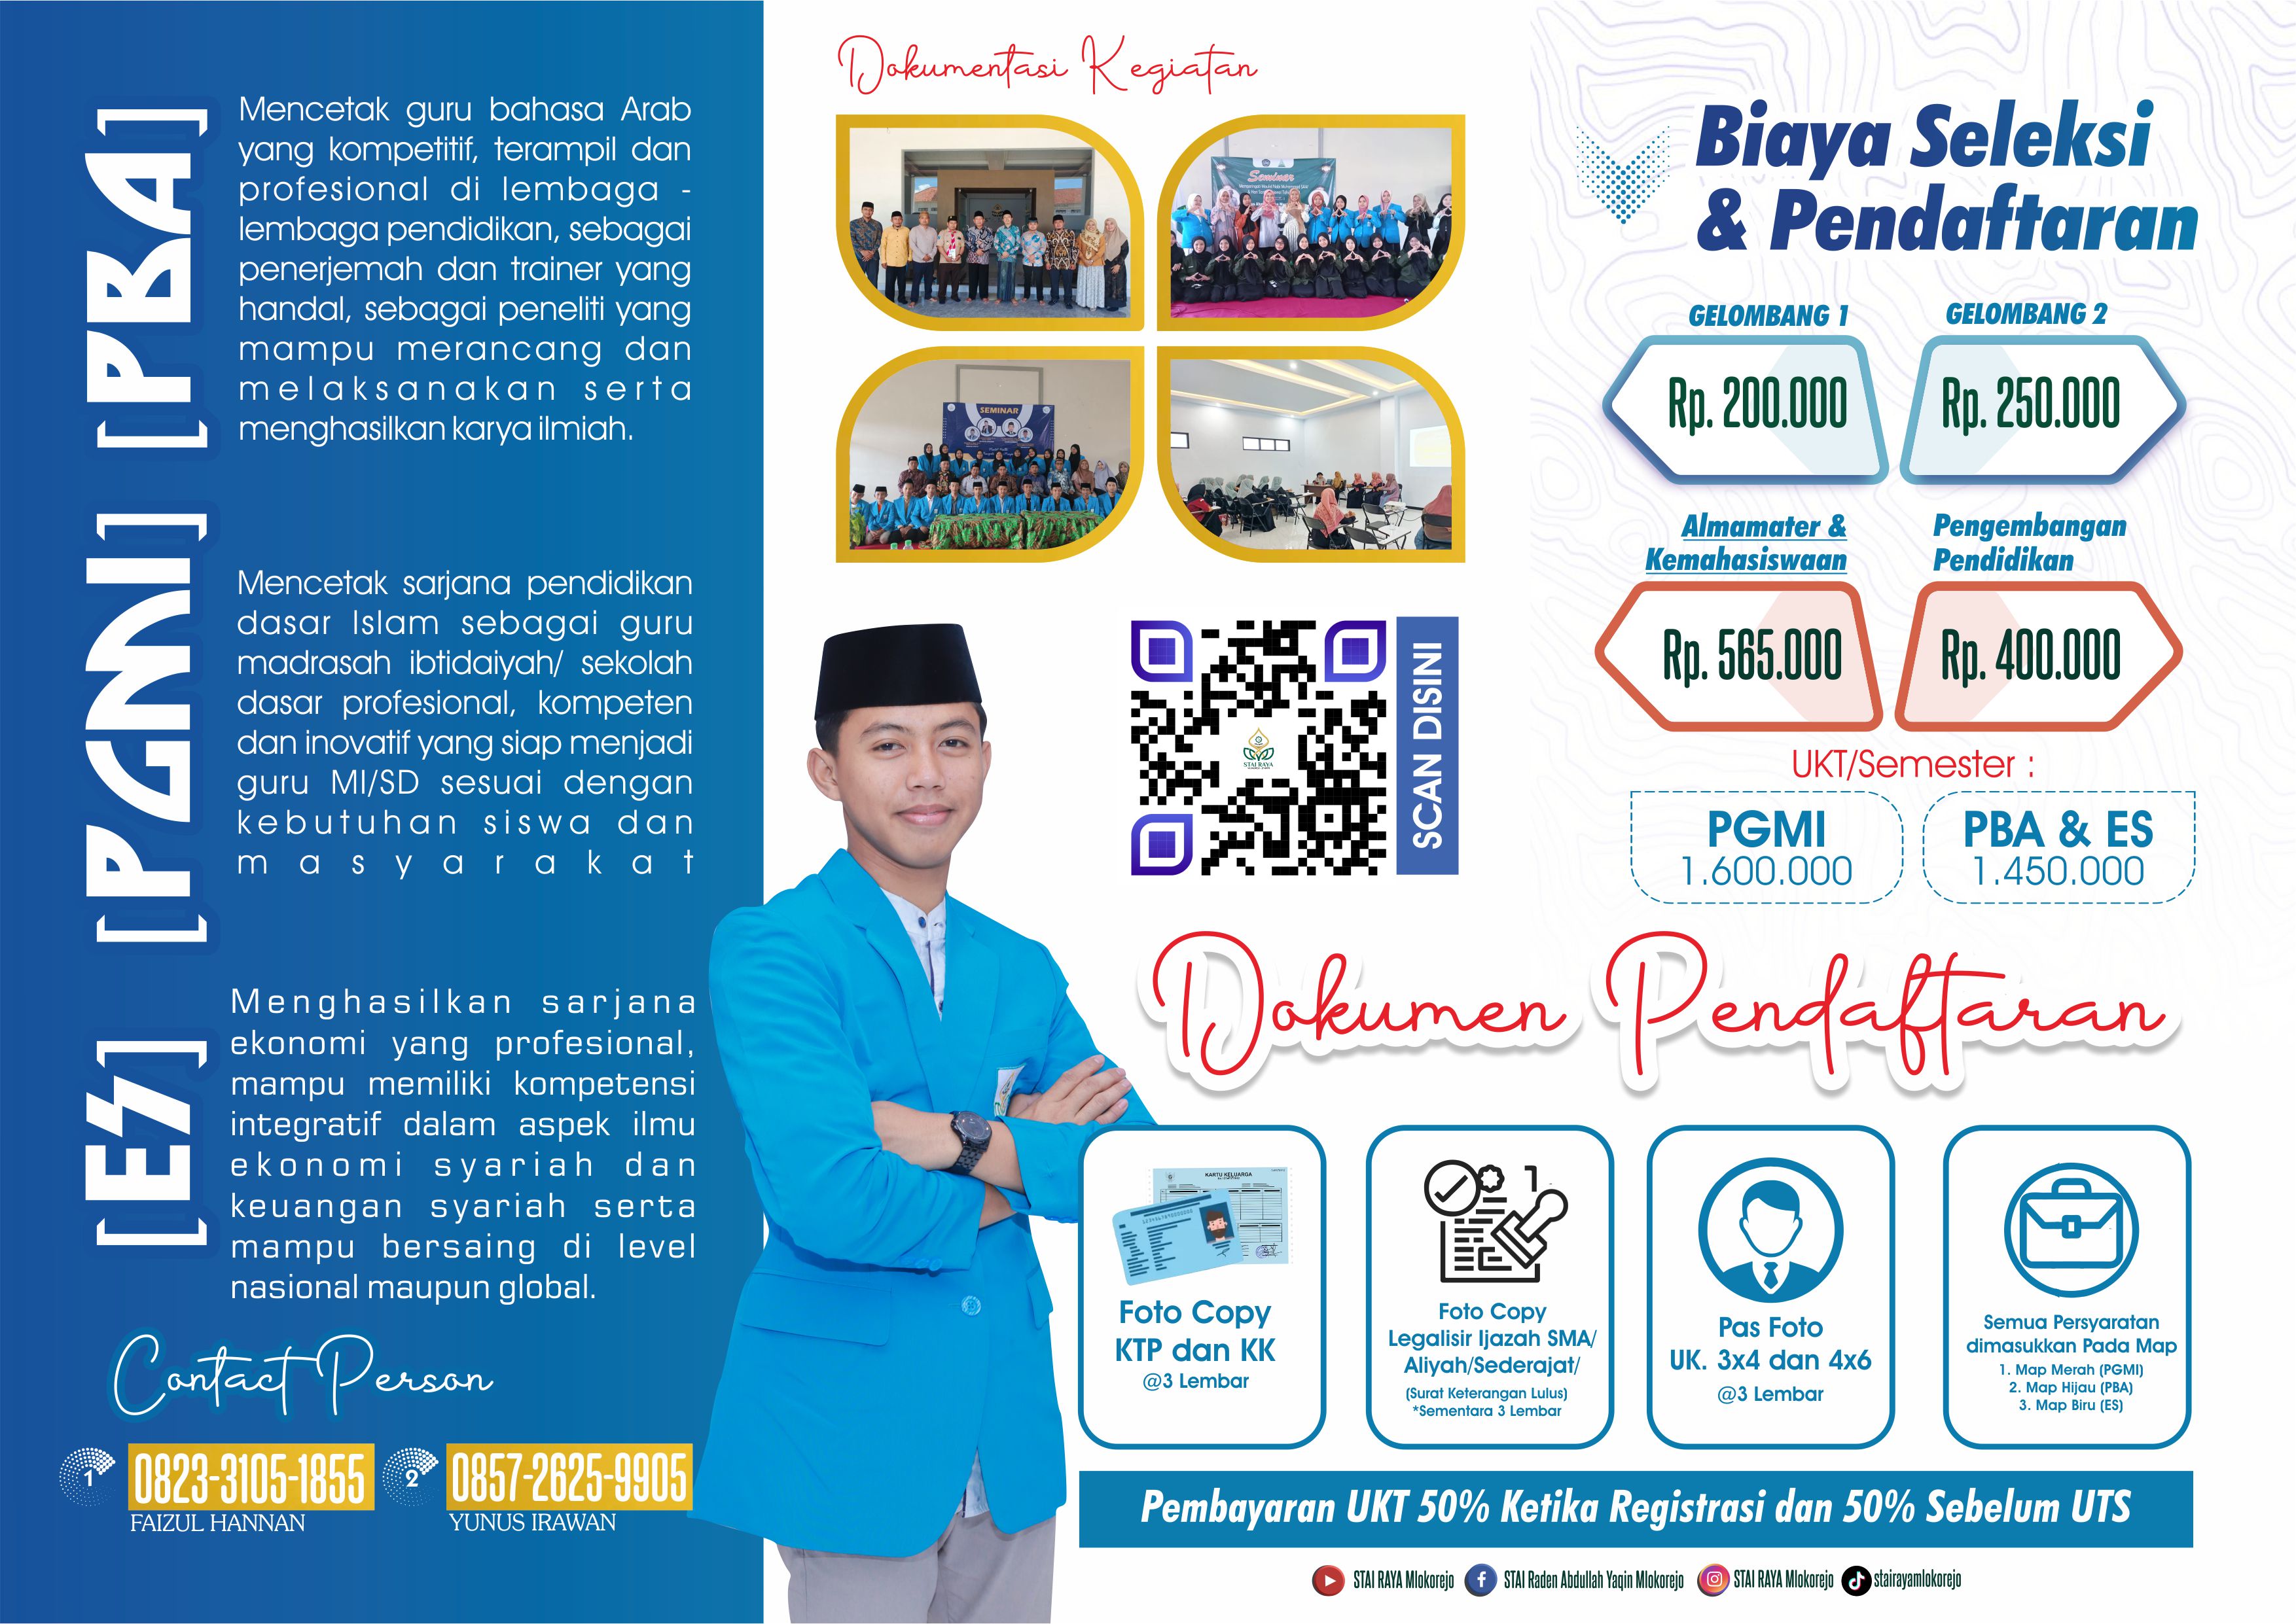 [PBA]
Mencetak guru bahasa Arab
yang kompetitif, terampil dan
profesional di lembaga -
lembaga pendidikan, sebagai
penerjemah dan trainer yang
handal, sebagai peneliti yang
mampu merancang dan
melaksanakan serta
menghasilkan karya ilmiah.
[PGMI]
Mencetak sarjana pendidikan
dasar Islam sebagai guru
madrasah ibtidaiyah/ sekolah
dasar profesional, kompeten
dan inovatif yang siap menjadi
guru MI/SD sesuai dengan
kebutuhan siswa dan
masyarakat
[ES]
Menghasilkan sarjana
ekonomi yang profesional,
mampu memiliki kompetensi
integratif dalam aspek ilmu
ekonomi syariah dan
keuangan syariah serta
mampu bersaing di level
nasional maupun global.
Contact Person
1 0823-3105-1855
FAIZUL HANNAN
2 0857-2625-9905
YUNUS IRAWAN
Dokumentasi Kegiatan
Seminar
SEMINAR
STAI RAYA
SCAN DISINI
Biaya Seleksi
& Pendaftaran
GELOMBANG 1
Rp. 200.000
GELOMBANG 2
Rp. 250.000
Almamater &
Kemahasiswaan
Rp. 565.000
Pengembangan
Pendidikan
Rp. 400.000
UKT/Semester :
PGMI
1.600.000
PBA & ES
1.450.000
Dokumen Pendaftaran
KARTU KELUARGA
Foto Copy
KTP dan KK
@3 Lembar
Foto Copy
Legalisir Ijazah SMA/
Aliyah/Sederajat/
(Surat Keterangan Lulus)
*Sementara 3 Lembar
Pas Foto
UK. 3x4 dan 4x6
@3 Lembar
Semua Persyaratan
dimasukkan Pada Map
1. Map Merah (PGMI)
2. Map Hijau (PBA)
3. Map Biru (ES)
Pembayaran UKT 50% Ketika Registrasi dan 50% Sebelum UTS
STAI RAYA Mlokorejo
STAI Raden Abdullah Yaqin Mlokorejo
STAI RAYA Mlokorejo
stairayamlokorejo